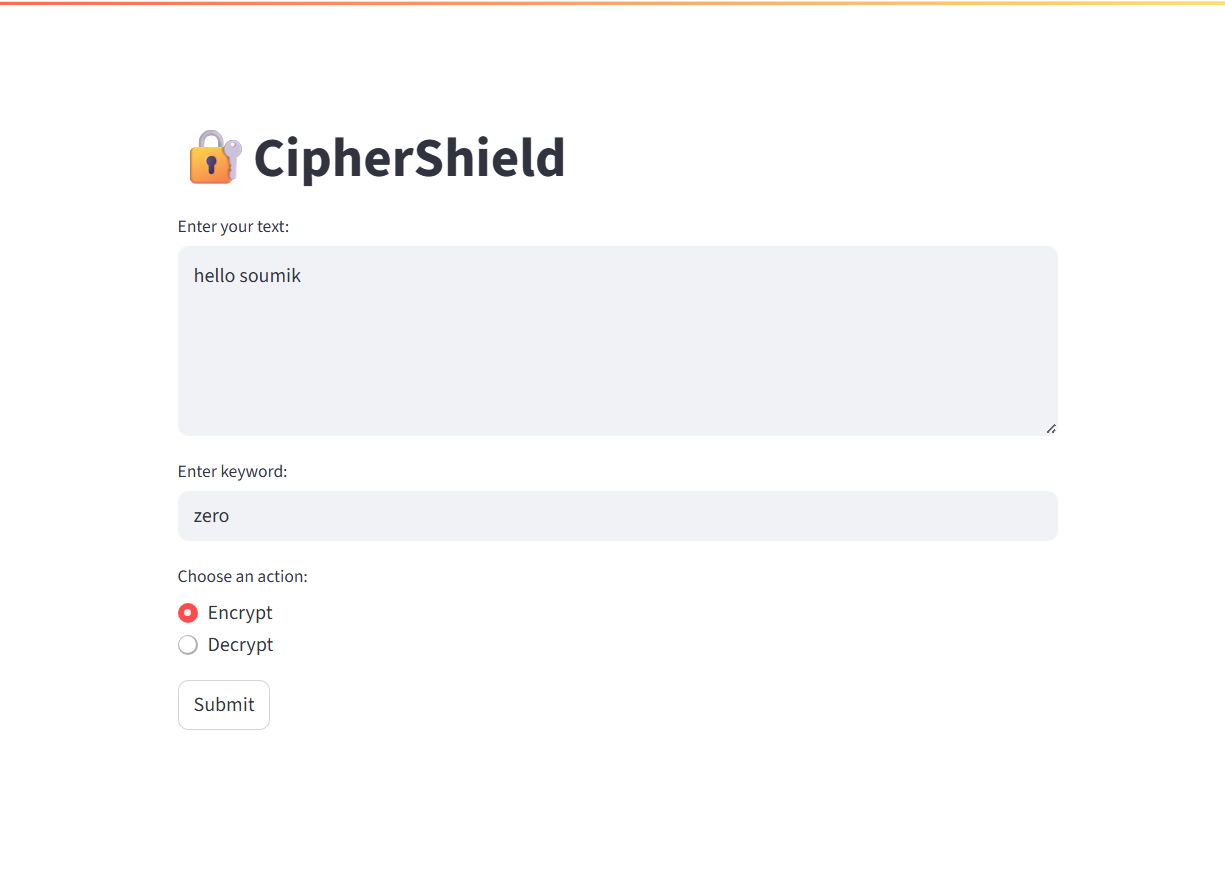 CipherShield
Enter your text:
hello soumik
Enter keyword:
zero
Choose an action:
Encrypt
Decrypt
Submit